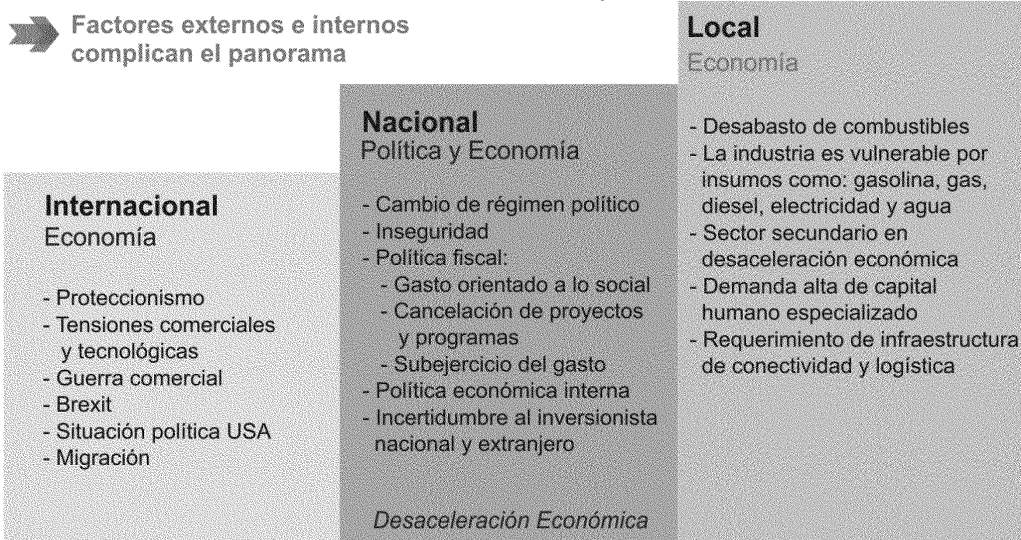 Factores externos e internos
complican el panorama
Internacional
Economía
- Proteccionismo
- Tensiones comerciales
y tecnológicas
- Guerra comercial
- Brexit
- Situación política USA
- Migración
Nacional
Política y Economía
- Cambio de régimen político
- Inseguridad
- Política fiscal:
- Gasto orientado a lo social
- Cancelación de proyectos
y programas
- Subejercicio del gasto
- Política económica interna
- Incertidumbre al inversionista
nacional y extranjero
Desaceleración Económica
Local
Economía
- Desabasto de combustibles
- La industria es vulnerable por
insumos como: gasolina, gas,
diesel, electricidad y agua
- Sector secundario en
desaceleración económica
- Demanda alta de capital
humano especializado
- Requerimiento de infraestructura
de conectividad y logística